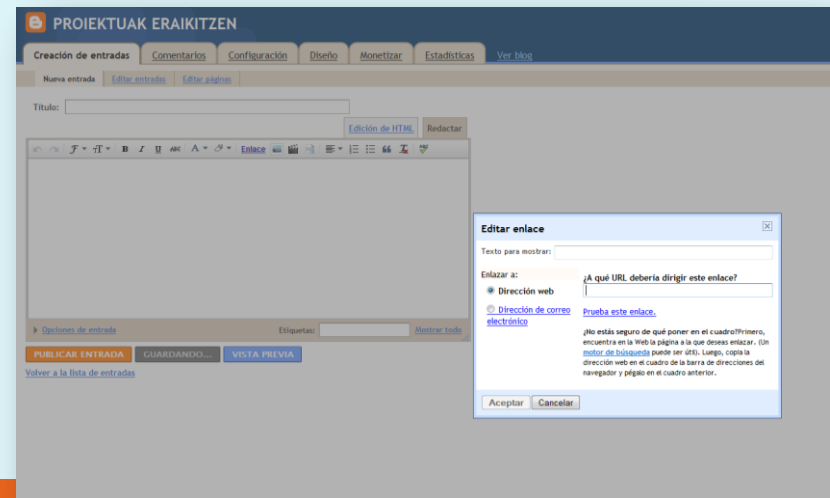 PROIEKTUAK ERAIKITZEN
Creación de entradas Comentarios Configuración Diseño Monetizar Estadísticas Ver blog
Nueva entrada Editar entradas Editar páginas
Título:
Edición de HTML Redactar
Enlace
Opciones de entrada Etiquetas: Mostrar todo
PUBLICAR ENTRADA GUARDANDO... VISTA PREVIA
Volver a la lista de entradas
Editar enlace
Texto para mostrar:
Enlazar a:
Dirección web
Dirección de correo
electrónico
¿A qué URL debería dirigir este enlace?
Prueba este enlace.
¿No estás seguro de qué poner en el cuadro?Primero,
encuentra en la Web la página a la que deseas enlazar. (Un
motor de búsqueda puede ser útil). Luego, copia la
dirección web en el cuadro de la barra de direcciones del
navegador y pégalo en el cuadro anterior.
Aceptar Cancelar